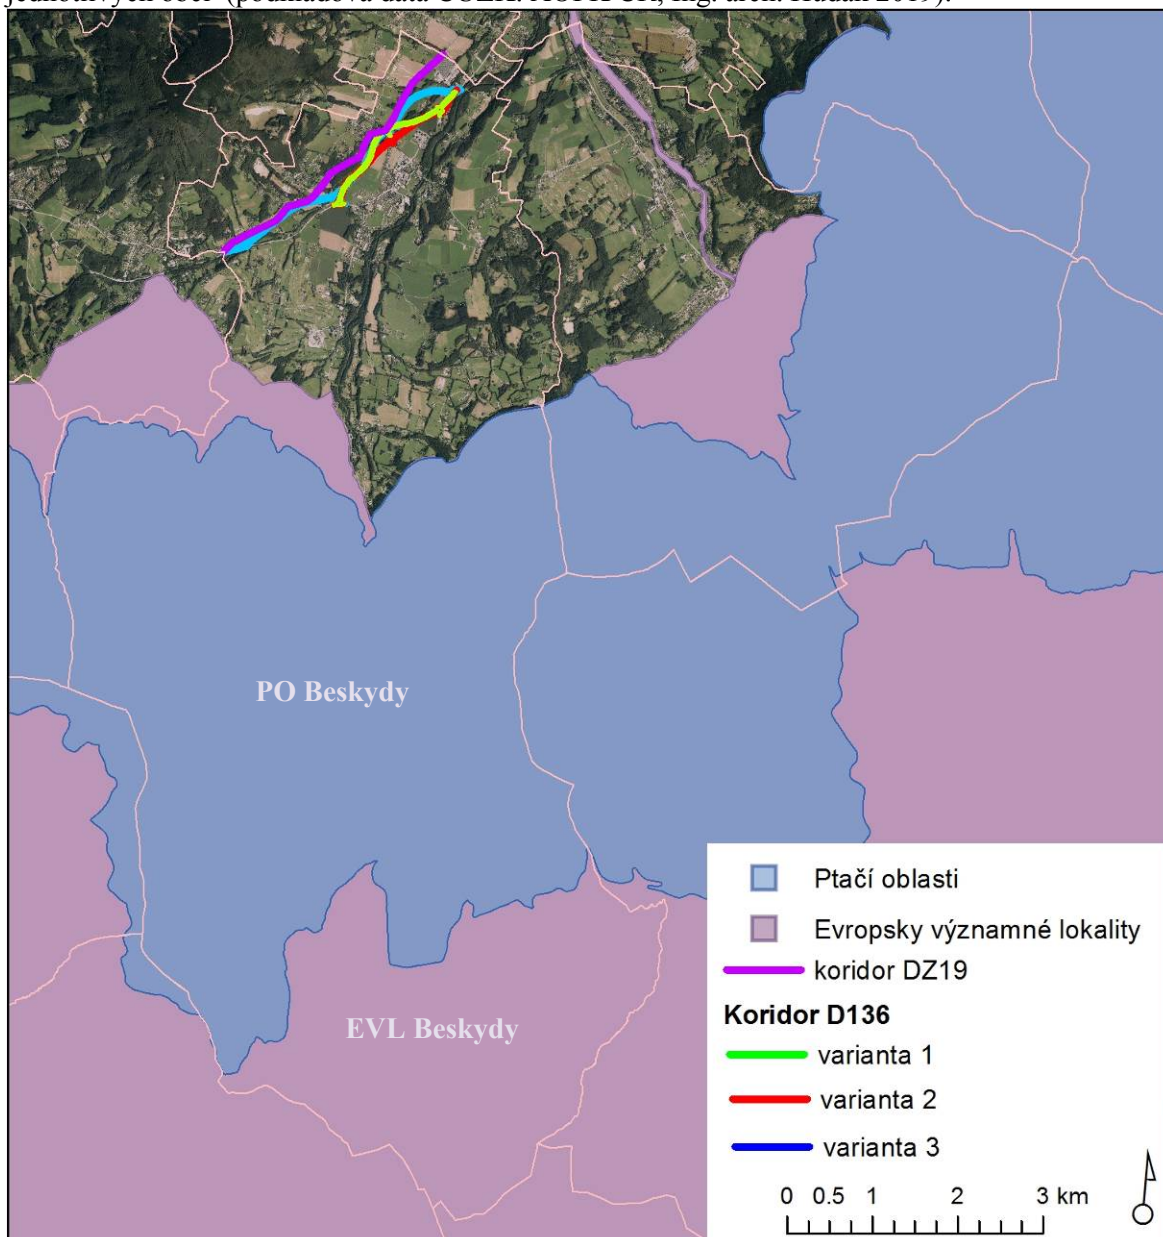 PO Beskydy
EVL Beskydy
Ptačí oblasti
Evropsky významné lokality
koridor DZ19
Koridor D136
varianta 1
varianta 2
varianta 3
0 0.5 1 2 3 km